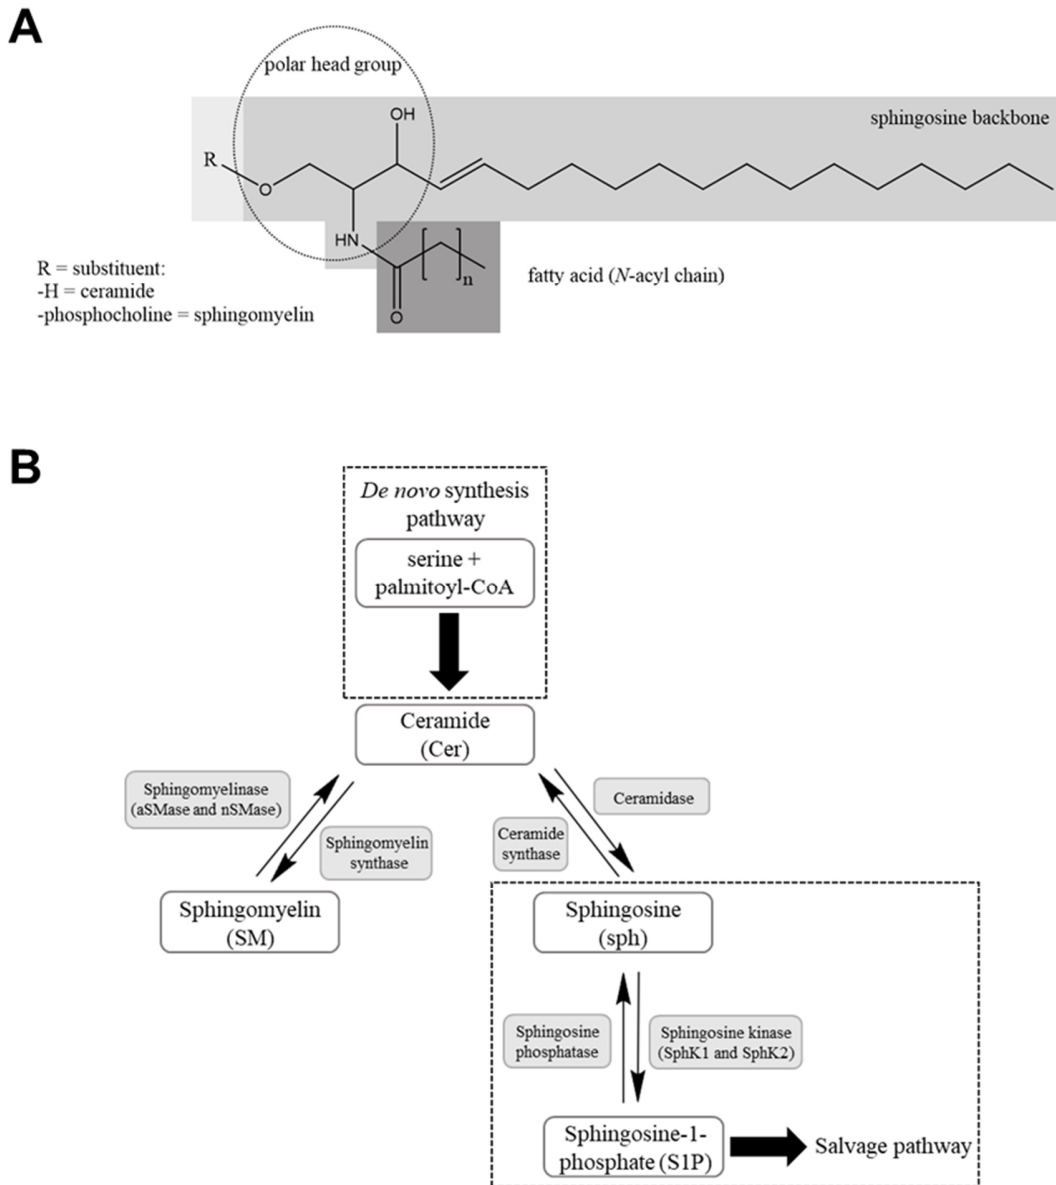 A
polar head group
OH
sphingosine backbone
R
O
HN
n
O
R = substituent:
-H = ceramide
-phosphocholine = sphingomyelin
fatty acid (N-acyl chain)
B
De novo synthesis
pathway
serine +
palmitoyl-CoA
Ceramide
(Cer)
Sphingomyelinase
(aSMase and nSMase)
Sphingomyelin
synthase
Ceramidase
Ceramide
synthase
Sphingomyelin
(SM)
Sphingosine
(sph)
Sphingosine
phosphatase
Sphingosine kinase
(SphK1 and SphK2)
Sphingosine-1-
phosphate (S1P)
Salvage pathway